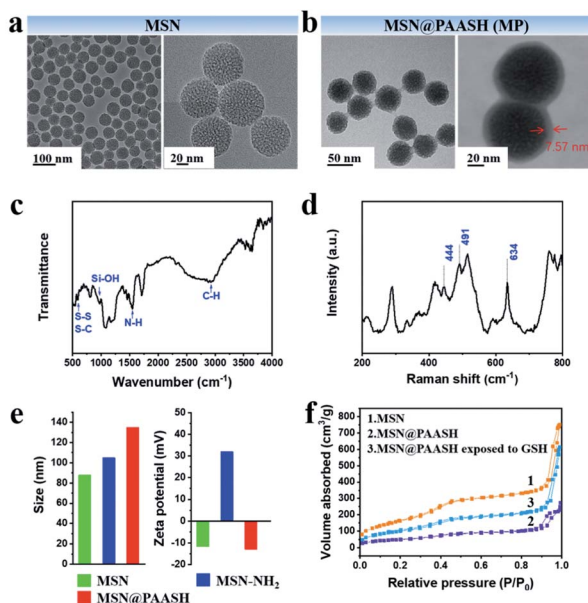 a
MSN
100 nm
20 nm
b
MSN@PAASH (MP)
50 nm
7.57 nm
20 nm
c
Transmittance
Si-OH
S-S
S-C
N-H
C-H
500 1000 1500 2000 2500 3000 3500 4000
Wavenumber (cm⁻¹)
d
Intensity (a.u.)
444
491
634
200 300 400 500 600 700 800
Raman shift (cm⁻¹)
e
Size (nm)
140
120
100
80
60
40
20
0
Zeta potential (mV)
50
40
30
20
10
0
-10
-20
MSN
MSN-NH₂
MSN@PAASH
f
Volume absorbed (cm³/g)
800
700
600
500
400
300
200
100
0
1.MSN
2.MSN@PAASH
3.MSN@PAASH exposed to GSH
1
3
2
0.0 0.2 0.4 0.6 0.8 1.0
Relative pressure (P/P₀)